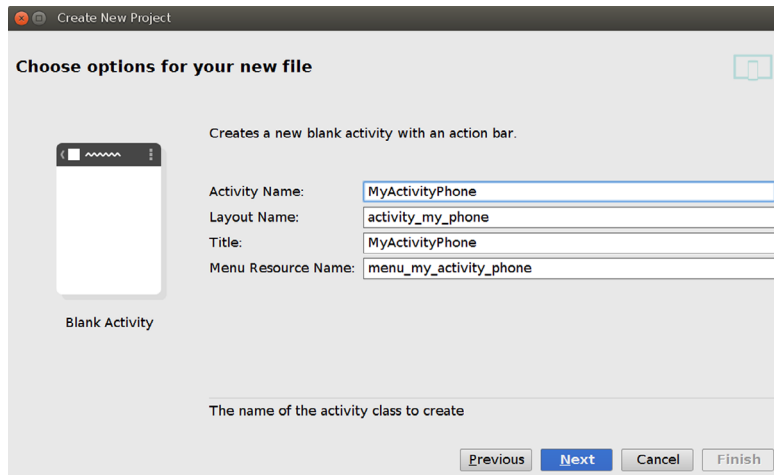 Create New Project
Choose options for your new file
Creates a new blank activity with an action bar.
Activity Name: MyActivityPhone
Layout Name: activity_my_phone
Title: MyActivityPhone
Menu Resource Name: menu_my_activity_phone
Blank Activity
The name of the activity class to create
Previous Next Cancel Finish